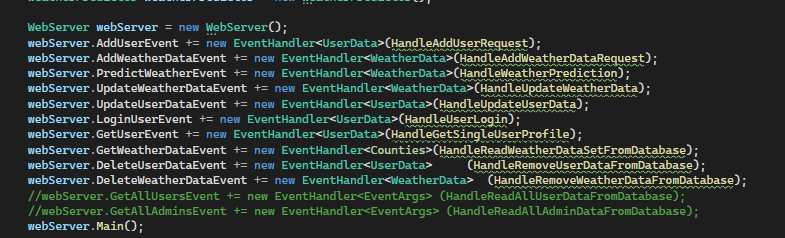 WebServer webServer = new WebServer();
webServer.AddUserEvent += new EventHandler<UserData>(HandleAddUserRequest);
webServer.AddWeatherDataEvent += new EventHandler<WeatherData>(HandleAddWeatherDataRequest);
webServer.PredictWeatherEvent += new EventHandler<WeatherData>(HandleWeatherPrediction);
webServer.UpdateWeatherDataEvent += new EventHandler<WeatherData>(HandleUpdateWeatherData);
webServer.UpdateUserDataEvent += new EventHandler<UserData>(HandleUpdateUserData);
webServer.LoginUserEvent += new EventHandler<UserData>(HandleUserLogin);
webServer.GetUserEvent += new EventHandler<UserData>(HandleGetSingleUserProfile);
webServer.GetWeatherDataEvent += new EventHandler<Counties>(HandleReadWeatherDataSetFromDatabase);
webServer.DeleteUserDataEvent += new EventHandler<UserData>     (HandleRemoveUserDataFromDatabase);
webServer.DeleteWeatherDataEvent += new EventHandler<WeatherData>  (HandleRemoveWeatherDataFromDatabase);
//webServer.GetAllUsersEvent += new EventHandler<EventArgs> (HandleReadAllUserDataFromDatabase);
//webServer.GetAllAdminsEvent += new EventHandler<EventArgs> (HandleReadAllAdminDataFromDatabase);
webServer.Main();